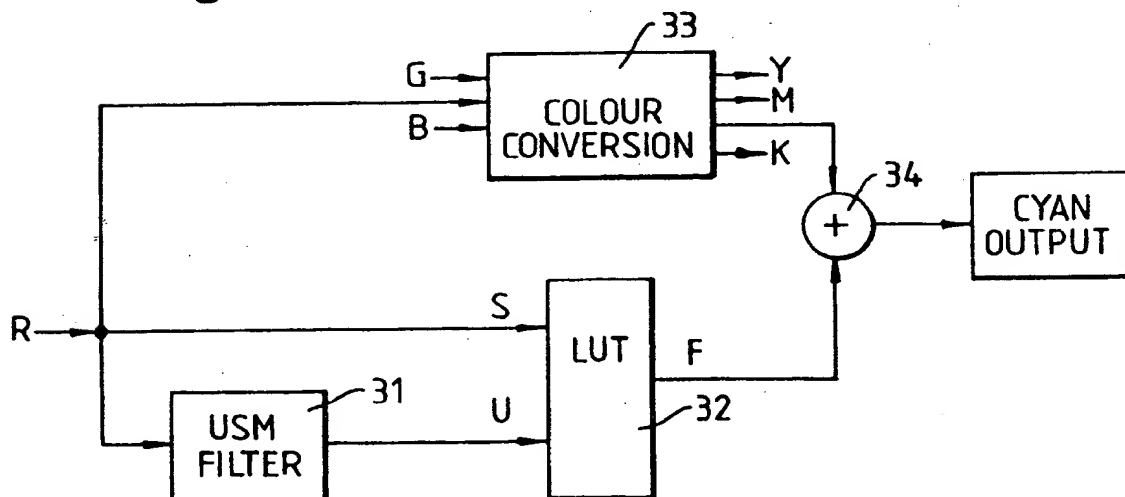 33
G
Y
M
B
COLOUR
CONVERSION
K
34
+
CYAN
OUTPUT
R
S
LUT
F
31
32
USM
FILTER
U